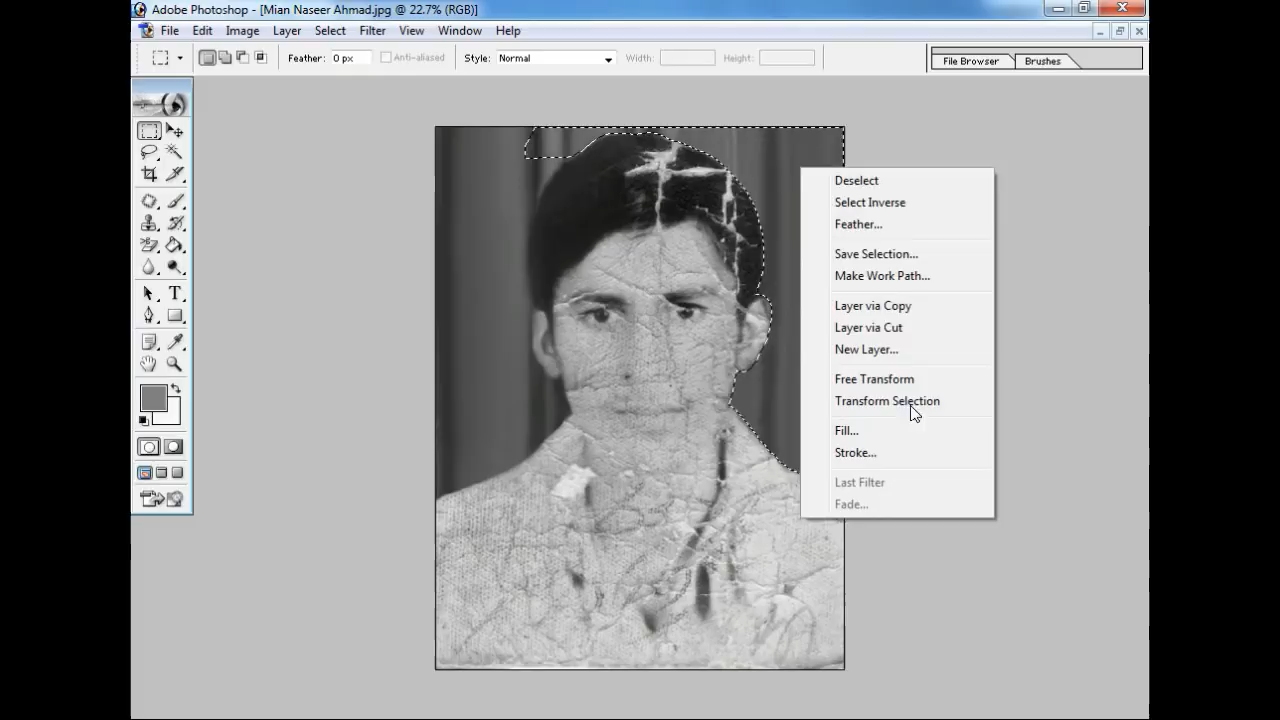 Adobe Photoshop - [Mian Naseer Ahmad.jpg @ 22.7% (RGB)]
File Edit Image Layer Select Filter View Window Help
Feather: 0 px Anti-aliased Style: Normal Width: Height: File Browser Brushes
Deselect
Select Inverse
Feather...
Save Selection...
Make Work Path...
Layer via Copy
Layer via Cut
New Layer...
Free Transform
Transform Selection
Fill...
Stroke...
Last Filter
Fade...